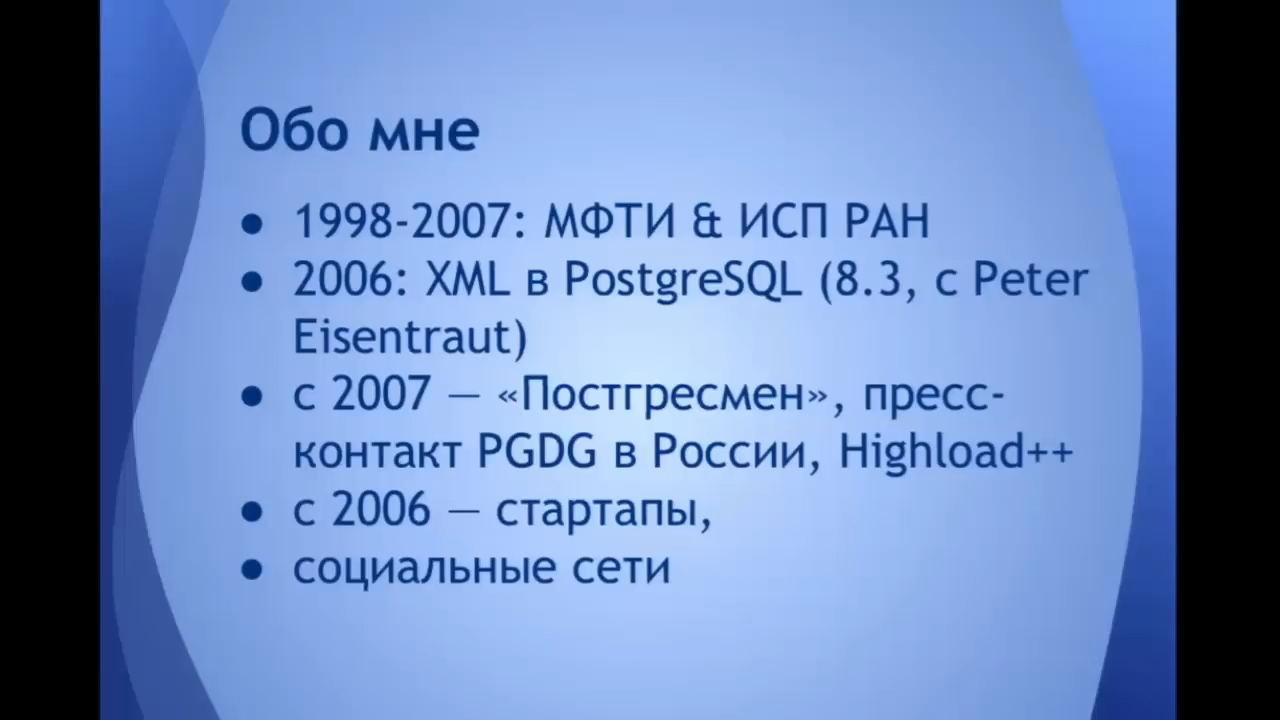 Обо мне
● 1998-2007: МФТИ & ИСП РАН
● 2006: XML в PostgreSQL (8.3, с Peter
Eisentraut)
● с 2007 — «Постгресмен», пресс-
контакт PGDG в России, Highload++
● с 2006 — стартапы,
● социальные сети